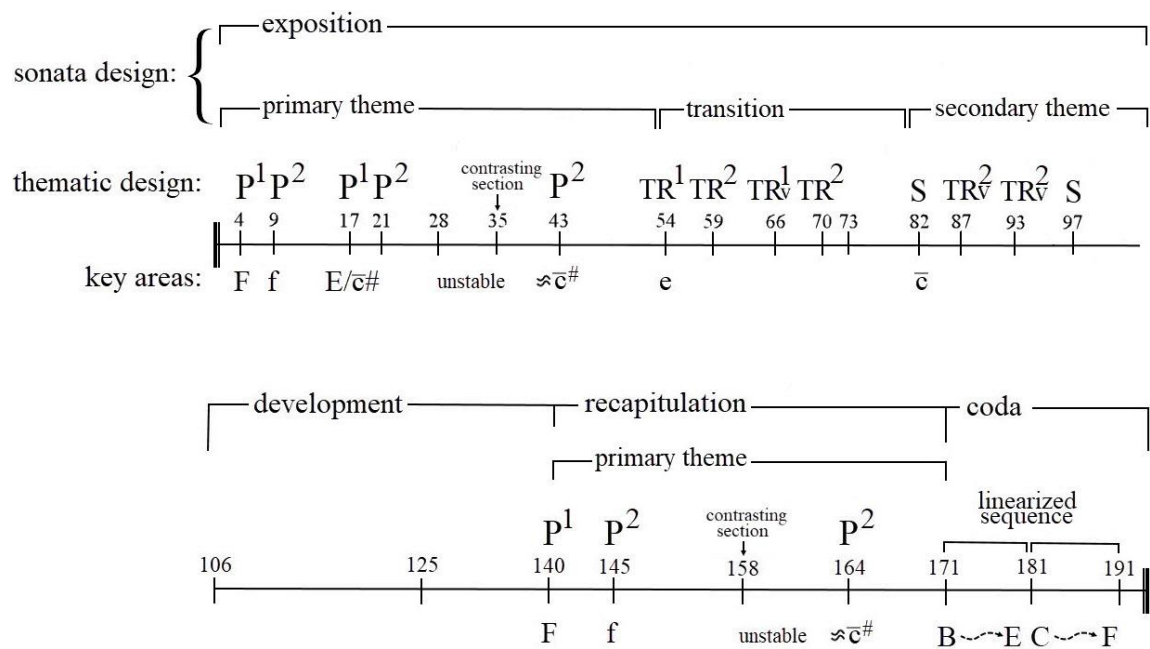 exposition
sonata design:
primary theme transition secondary theme
thematic design: P¹ P² P¹ P² contrasting section P² TR¹ TR² TR¹v TR² S TR²v TR²v S
4 9 17 21 28 35 43 54 59 66 70 73 82 87 93 97
key areas: F f E/c̅# unstable ≈c̅# e c̅
development recapitulation coda
primary theme
linearized
sequence
P¹ P² contrasting section P²
106 125 140 145 158 164 171 181 191
F f unstable ≈c̅# B E C F